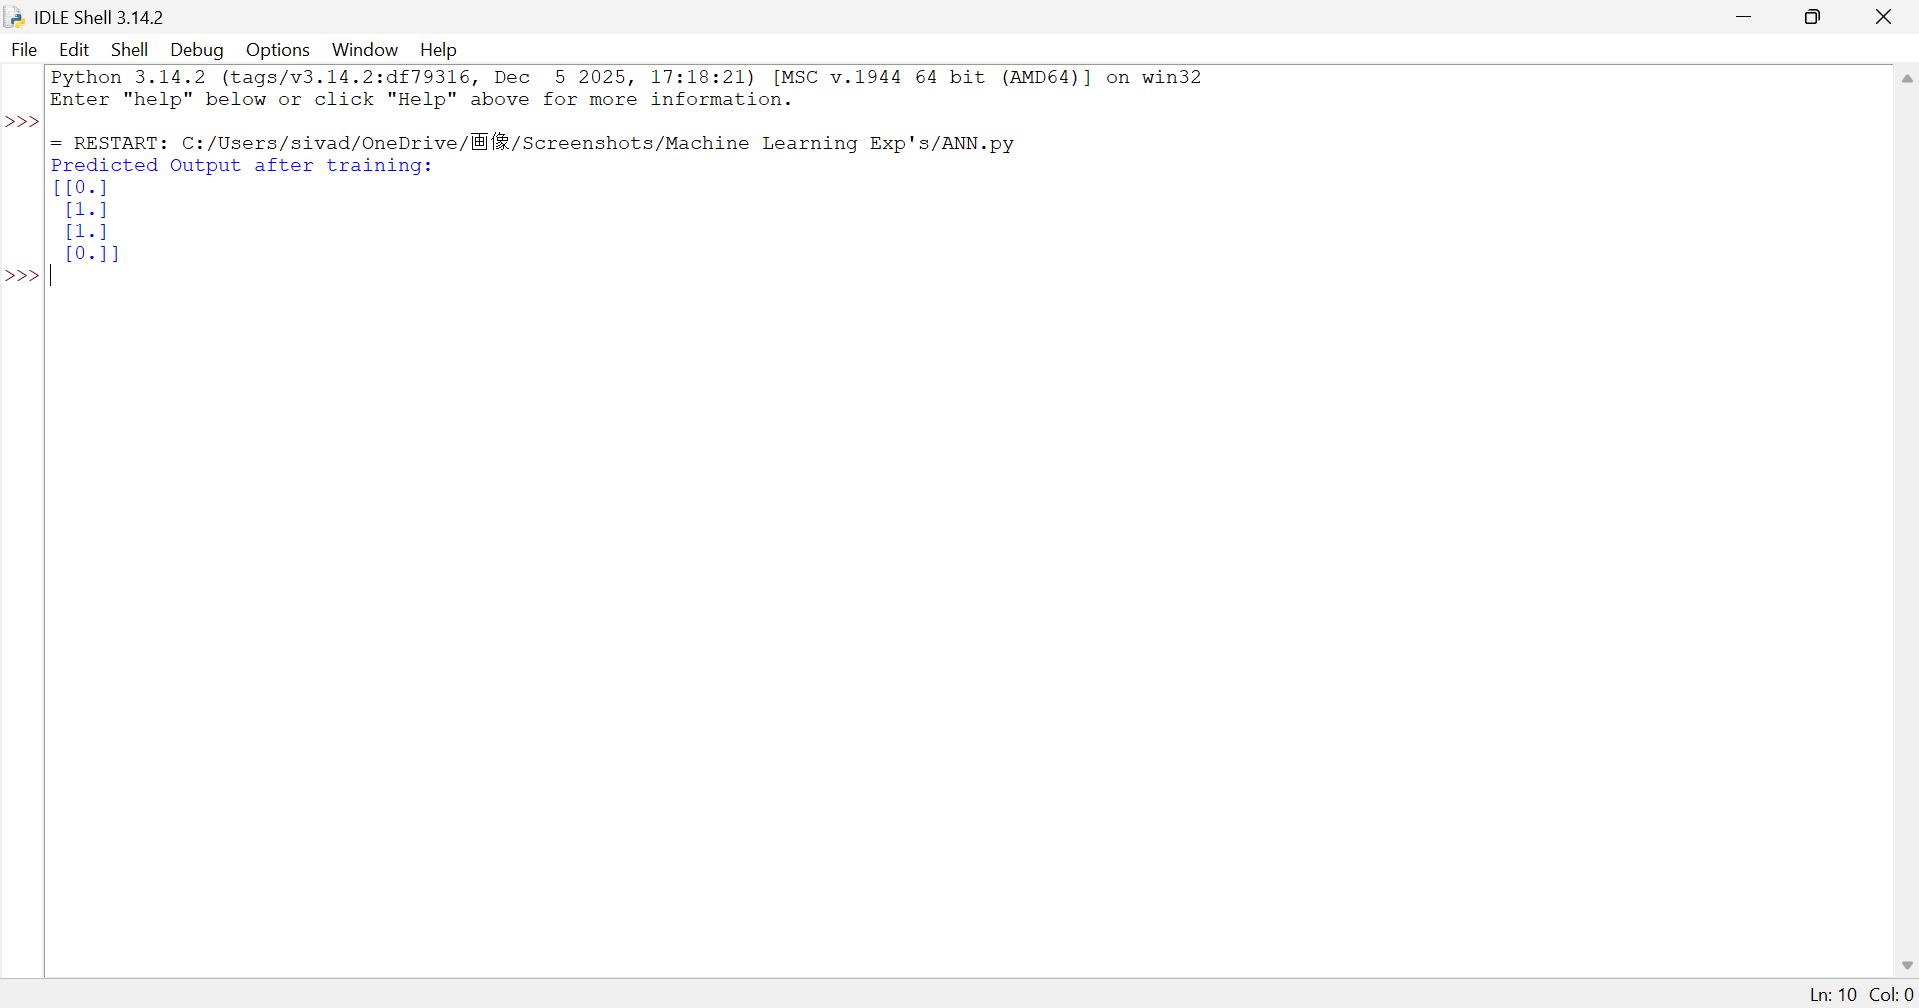 IDLE Shell 3.14.2
File Edit Shell Debug Options Window Help
Python 3.14.2 (tags/v3.14.2:df79316, Dec  5 2025, 17:18:21) [MSC v.1944 64 bit (AMD64)] on win32
Enter "help" below or click "Help" above for more information.
>>>
= RESTART: C:/Users/sivad/OneDrive/画像/Screenshots/Machine Learning Exp's/ANN.py
Predicted Output after training:
[[0.]
 [1.]
 [1.]
 [0.]]
>>>
Ln: 10 Col: 0